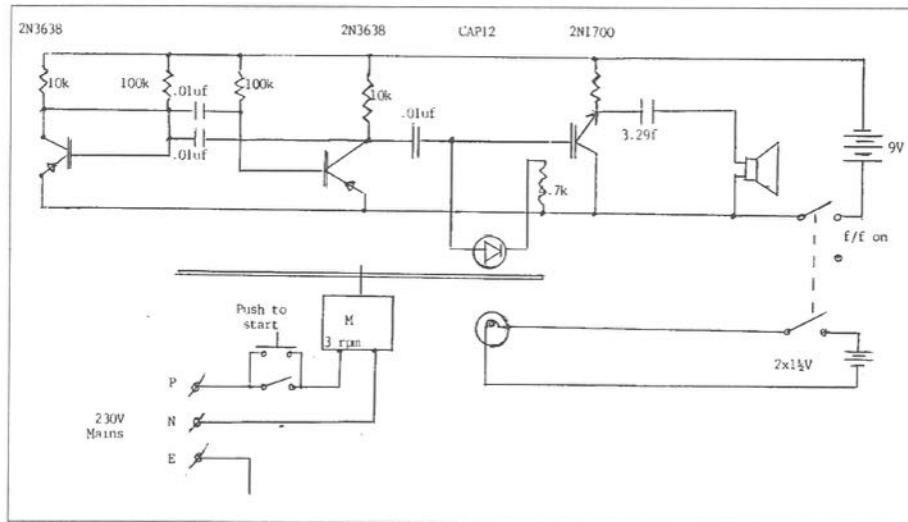 2N3638 2N3638 CAP12 2N1700
10k 100k .01uf 100k 10k .01uf
.01uf
3.29f
9V
.7k
f/f on
Push to
start
M
3 rpm
2x1½V
P
230V N
Mains
E